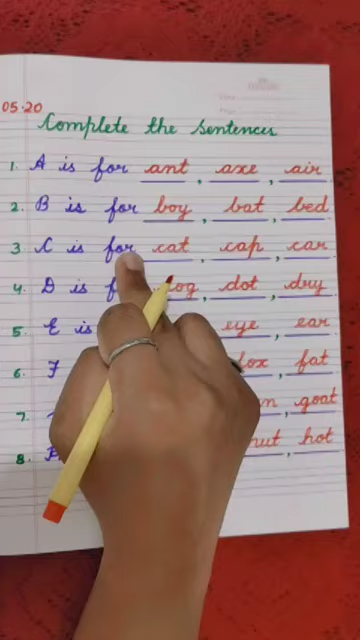 05.20
Complete the sentences
1. A is for ant, axe, air
2. B is for boy, bat, bed
3. C is for cat, cap, car
4. D is dot, dry
5. E is eye, ear
6. F fox, fat
7. goat
8. hot